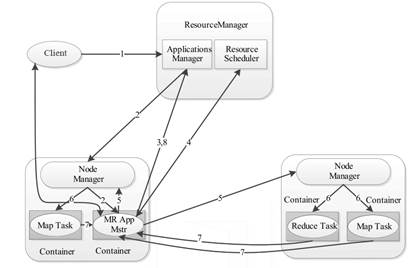 ResourceManager
Client
1
Applications
Manager
Resource
Scheduler
2
3,8
4
Node
Manager
6
2
5
Map Task
7
MR App
Mstr
Container
Container
5
Node
Manager
Container
6
6
Container
Reduce Task
Map Task
7
7